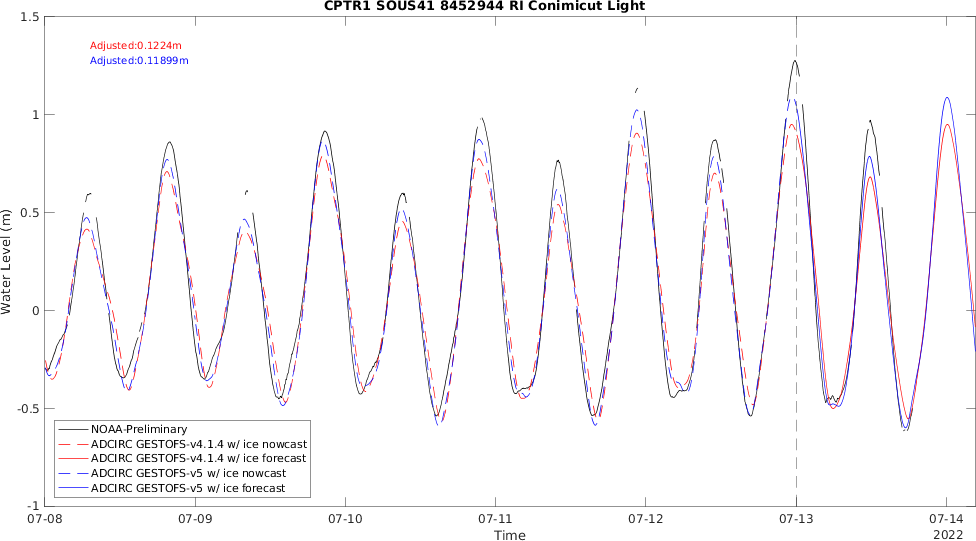 CPTR1 SOUS41 8452944 RI Conimicut Light
Adjusted:0.1224m
Adjusted:0.11899m
1.5
1
0.5
0
-0.5
-1
Water Level (m)
NOAA-Preliminary
ADCIRC GESTOFS-v4.1.4 w/ ice nowcast
ADCIRC GESTOFS-v4.1.4 w/ ice forecast
ADCIRC GESTOFS-v5 w/ ice nowcast
ADCIRC GESTOFS-v5 w/ ice forecast
07-08 07-09 07-10 07-11 07-12 07-13 07-14
Time
2022